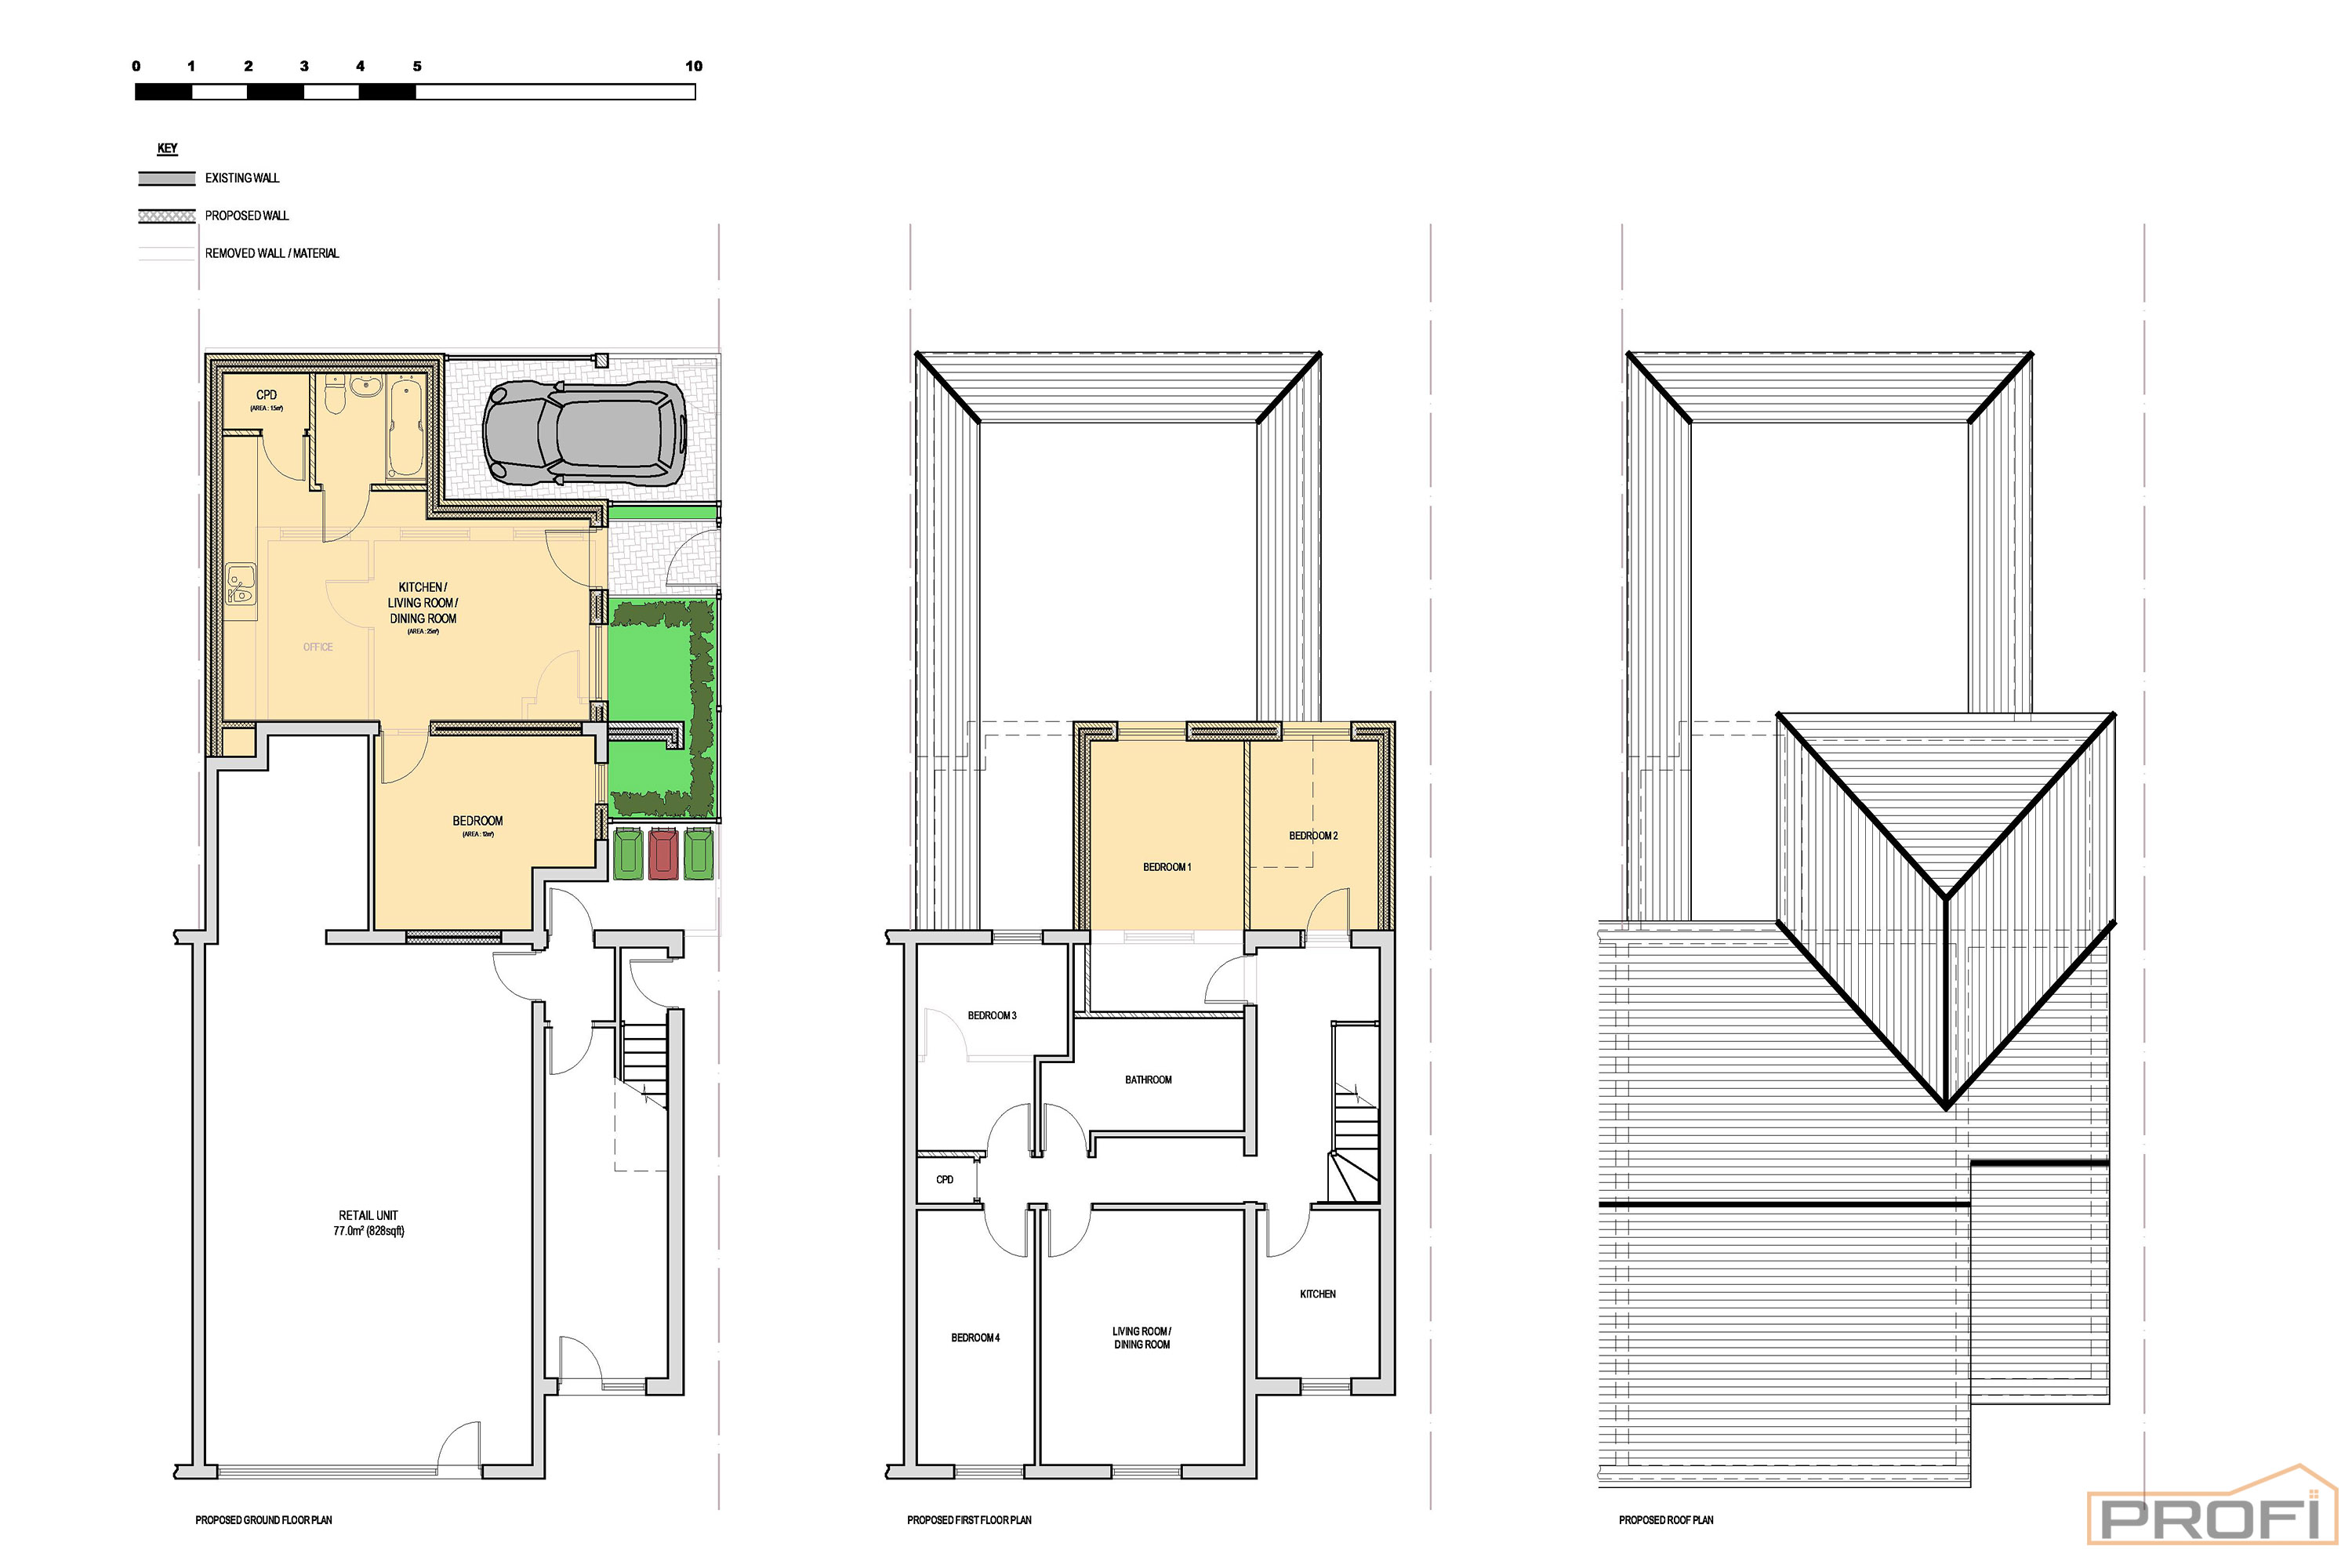 0 1 2 3 4 5 10
KEY
EXISTING WALL
PROPOSED WALL
REMOVED WALL / MATERIAL
CPD
(AREA : 1.5m²)
KITCHEN /
LIVING ROOM /
DINING ROOM
(AREA : 25m²)
OFFICE
BEDROOM
(AREA : 12m²)
RETAIL UNIT
77.0m² (828sqft)
PROPOSED GROUND FLOOR PLAN
BEDROOM 1
BEDROOM 2
BEDROOM 3
BATHROOM
CPD
BEDROOM 4
LIVING ROOM /
DINING ROOM
KITCHEN
PROPOSED FIRST FLOOR PLAN
PROPOSED ROOF PLAN
PROFI